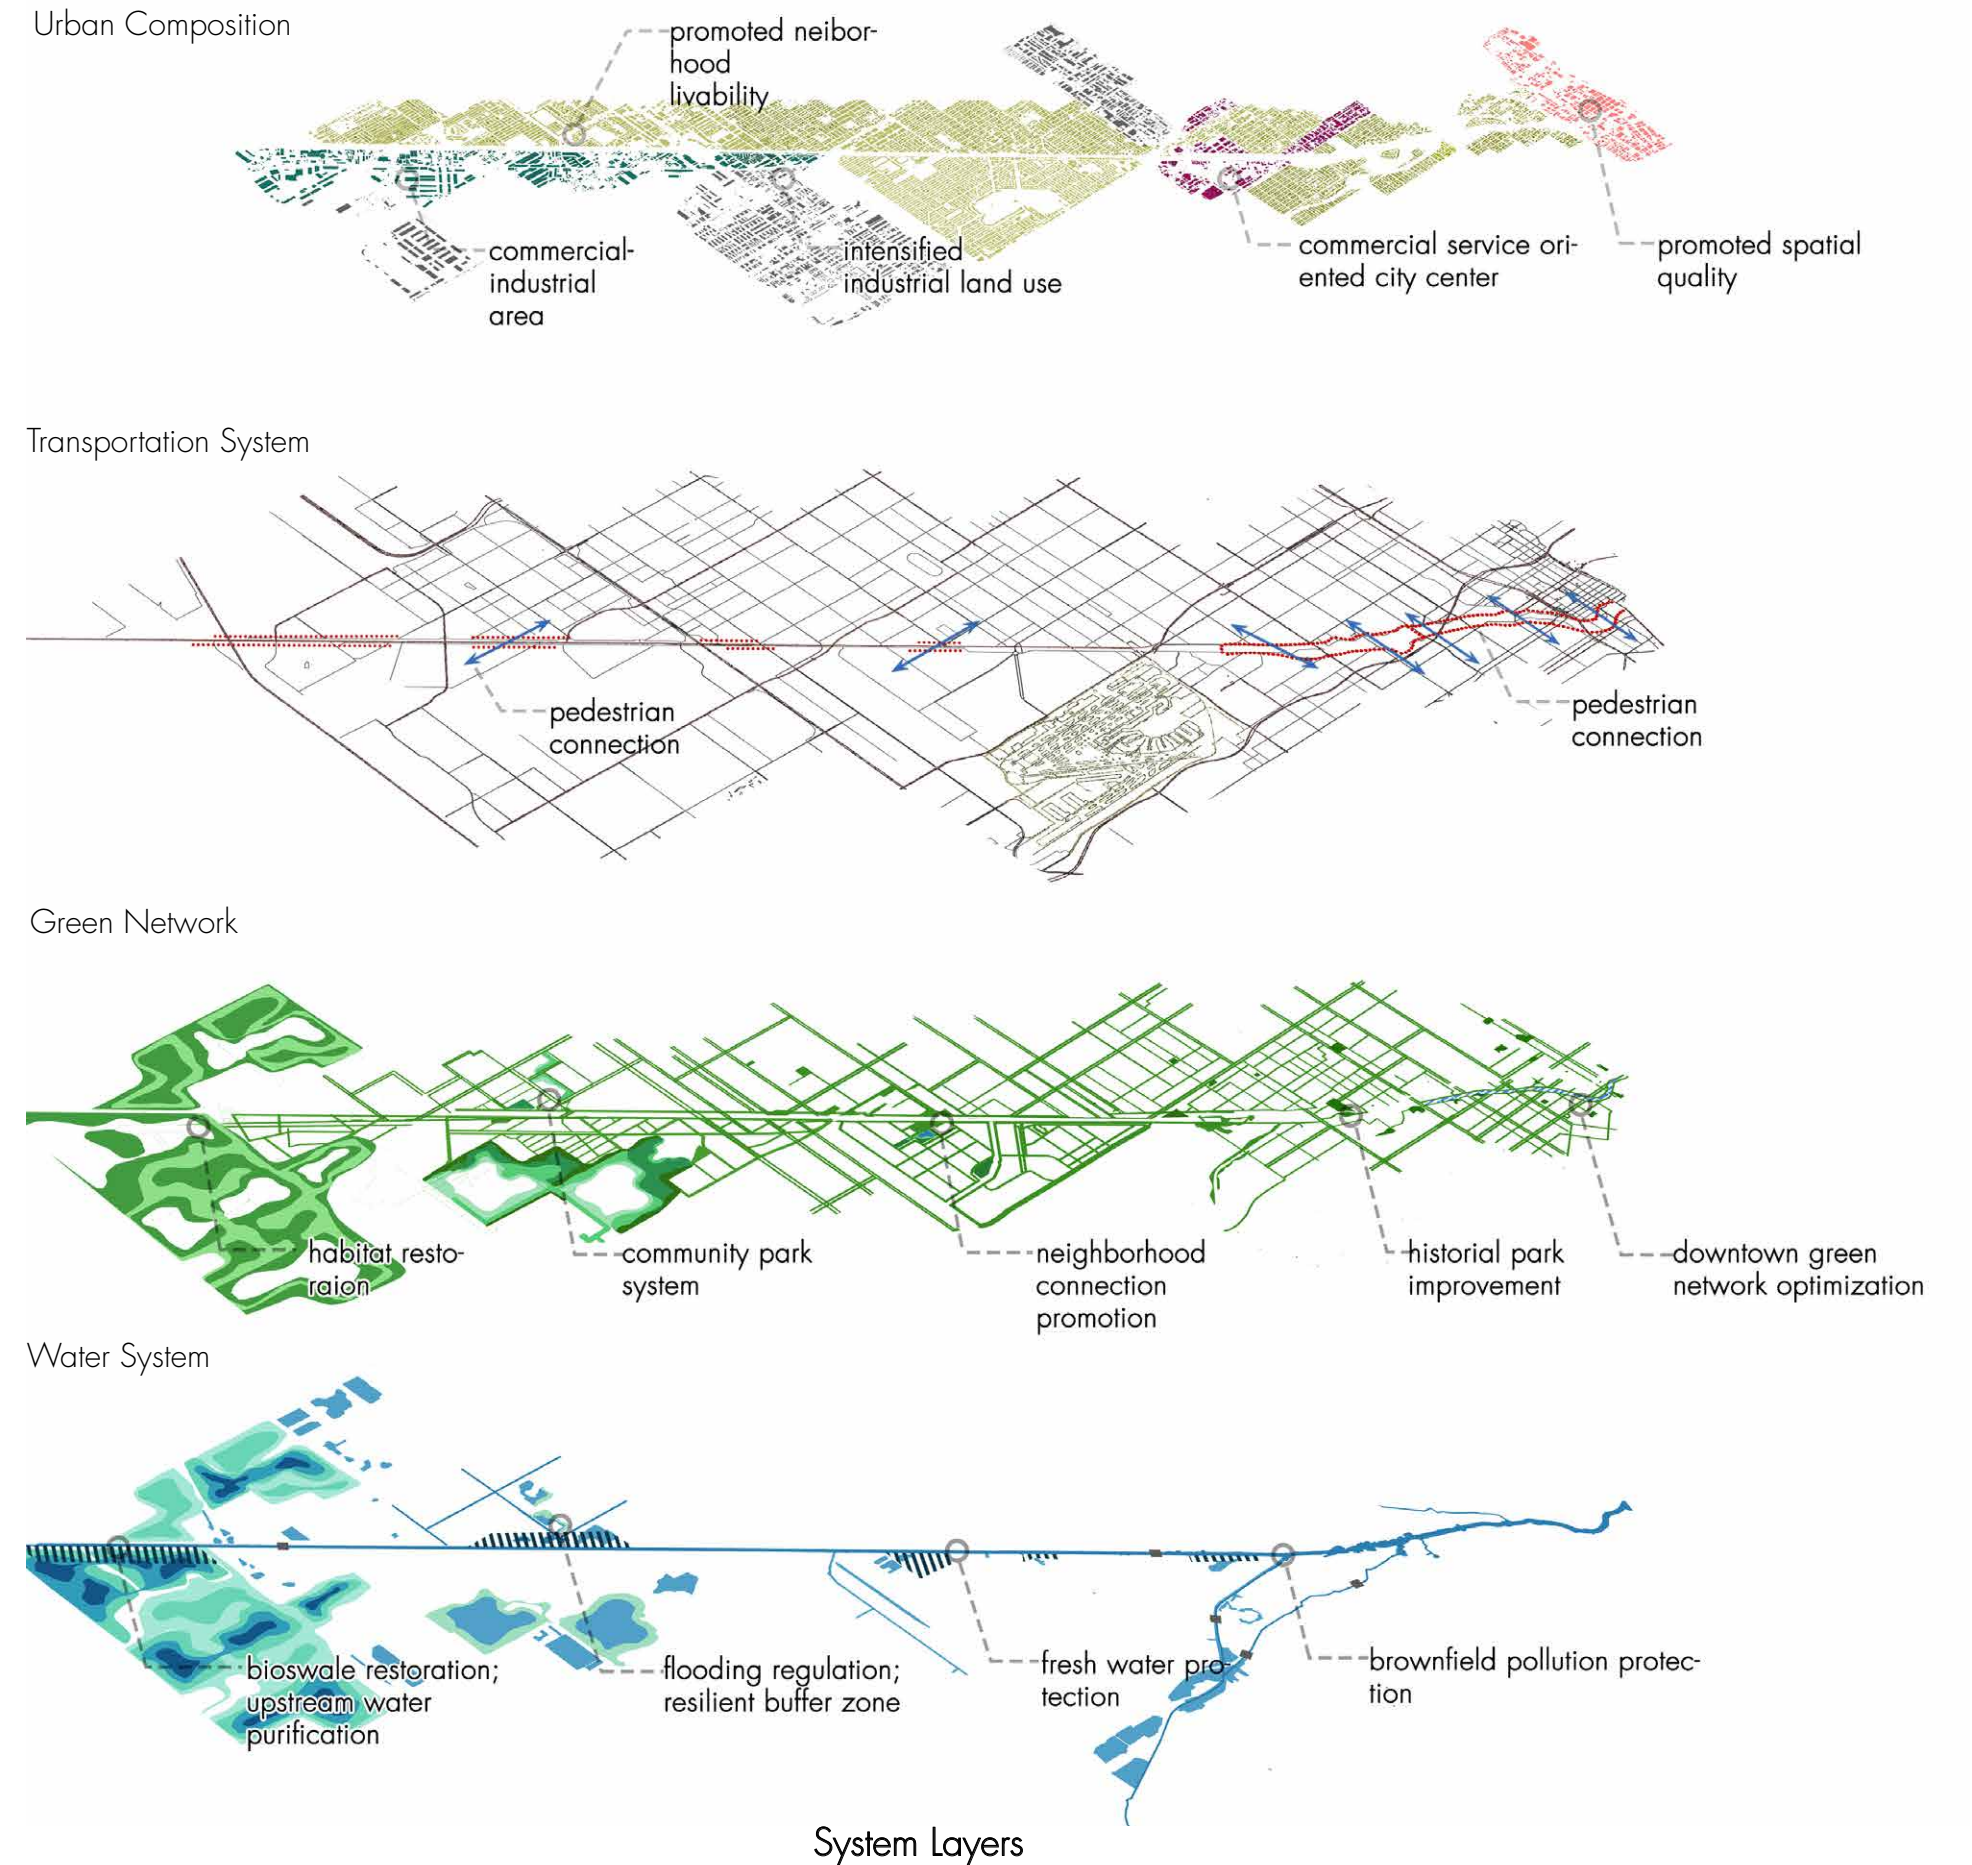 Urban Composition
promoted neibor-
hood
livability
commercial-
industrial
area
intensified
industrial land use
commercial service ori-
ented city center
promoted spatial
quality
Transportation System
pedestrian
connection
pedestrian
connection
Green Network
habitat resto-
raion
community park
system
neighborhood
connection
promotion
historial park
improvement
downtown green
network optimization
Water System
bioswale restoration;
upstream water
purification
flooding regulation;
resilient buffer zone
fresh water pro-
tection
brownfield pollution protec-
tion
System Layers